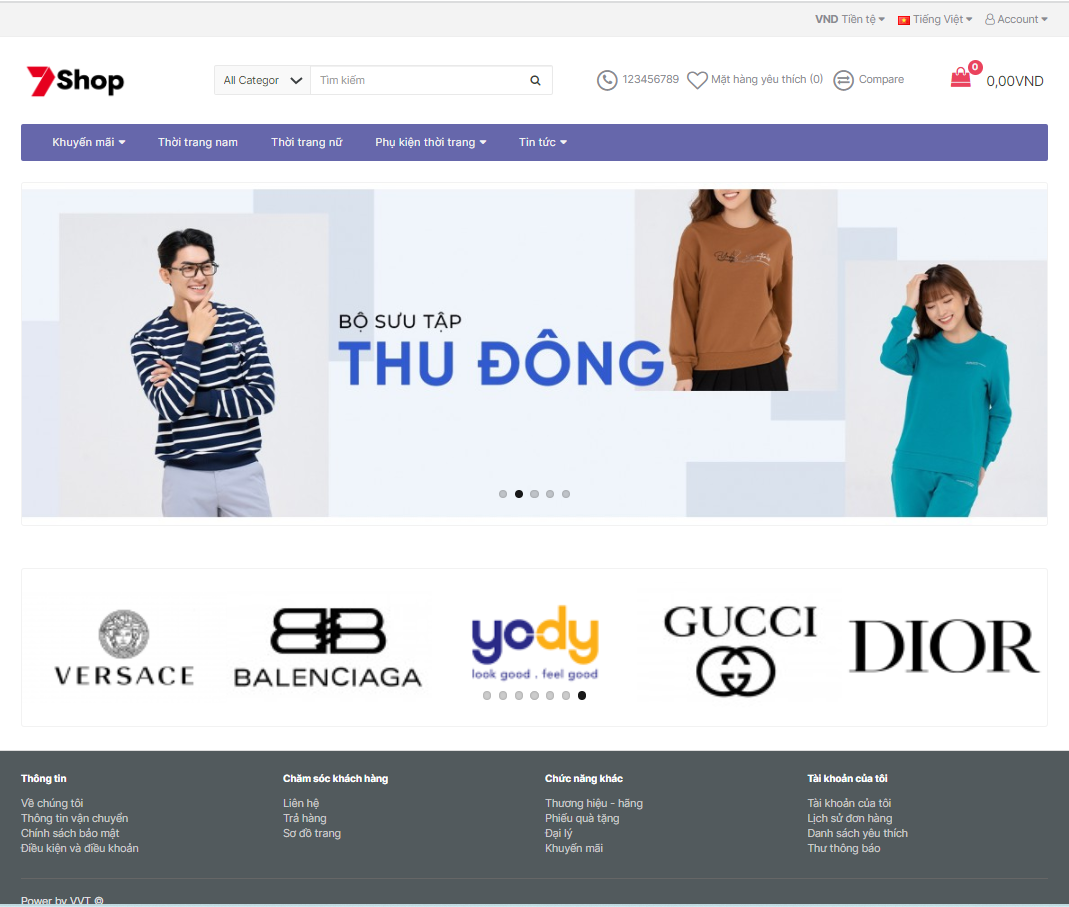 VND Tiền tệ Tiếng Việt Account
7Shop
All Categor Tìm kiếm
123456789 Mặt hàng yêu thích (0) Compare
0 0,00VND
Khuyến mãi Thời trang nam Thời trang nữ Phụ kiện thời trang Tin tức
BỘ SƯU TẬP
THU ĐÔNG
VERSACE
BALENCIAGA
yody
look good . feel good
GUCCI
DIOR
Thông tin
Về chúng tôi
Thông tin vận chuyển
Chính sách bảo mật
Điều kiện và điều khoản
Chăm sóc khách hàng
Liên hệ
Trả hàng
Sơ đồ trang
Chức năng khác
Thương hiệu - hãng
Phiếu quà tặng
Đại lý
Khuyến mãi
Tài khoản của tôi
Tài khoản của tôi
Lịch sử đơn hàng
Danh sách yêu thích
Thư thông báo
Power by VVT @